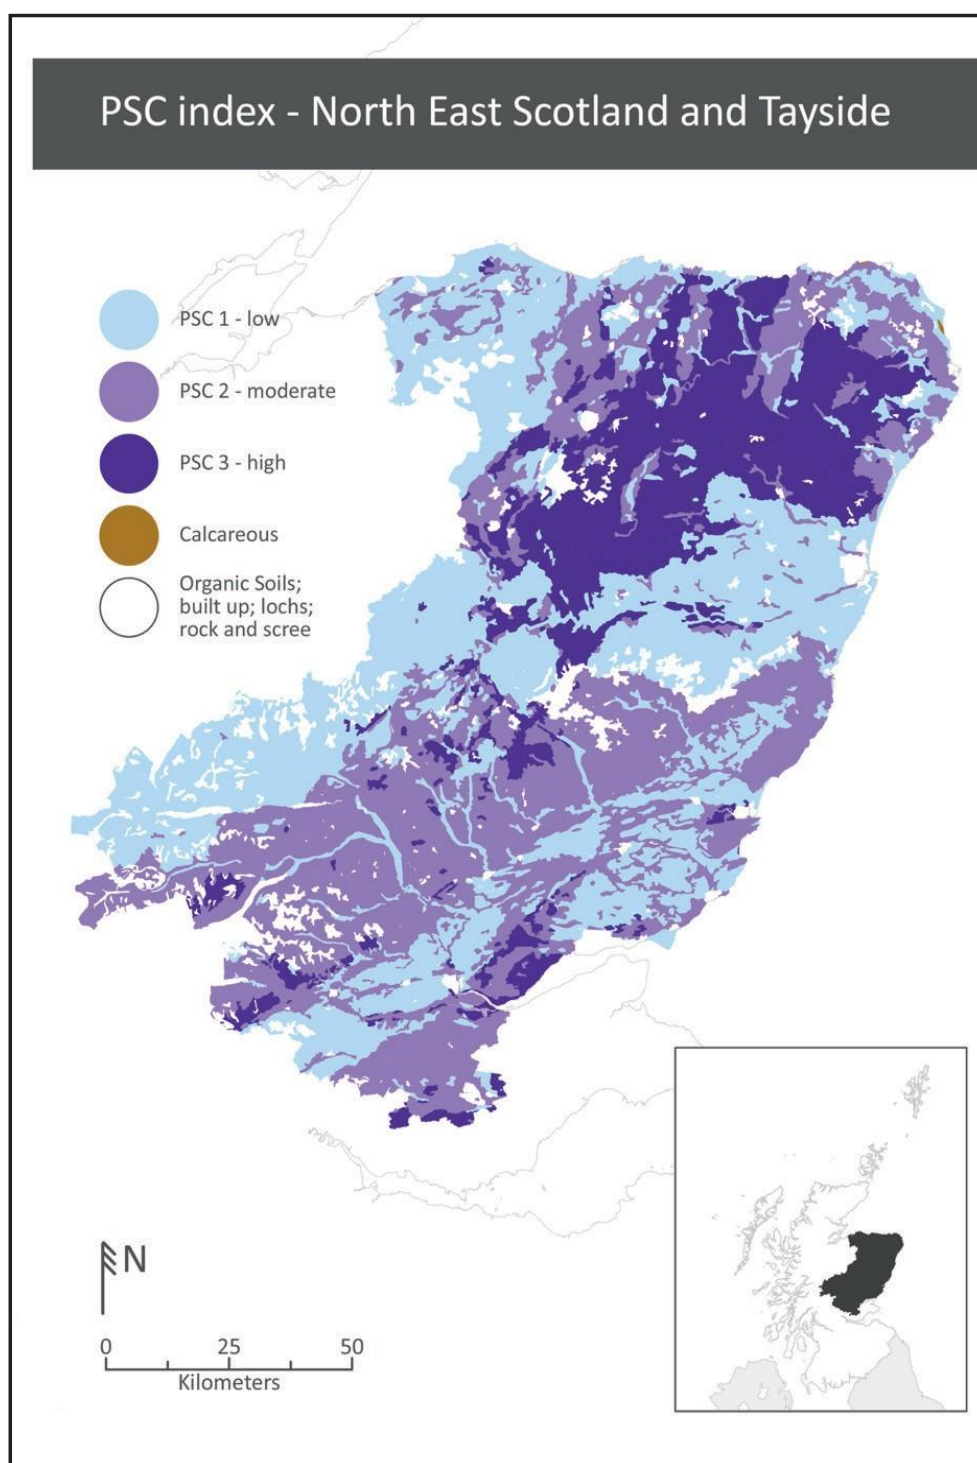 PSC index - North East Scotland and Tayside
PSC 1 - low
PSC 2 - moderate
PSC 3 - high
Calcareous
Organic Soils;
built up; lochs;
rock and scree
N
0 25 50
Kilometers